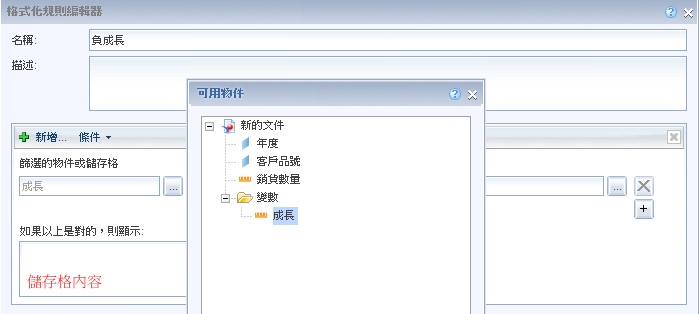 格式化規則編輯器
名稱:
負成長
描述:
可用物件
新的文件
年度
客戶品號
銷貨數量
變數
成長
新增... 條件
篩選的物件或儲存格
成長
...
...
如果以上是對的，則顯示:
儲存格內容